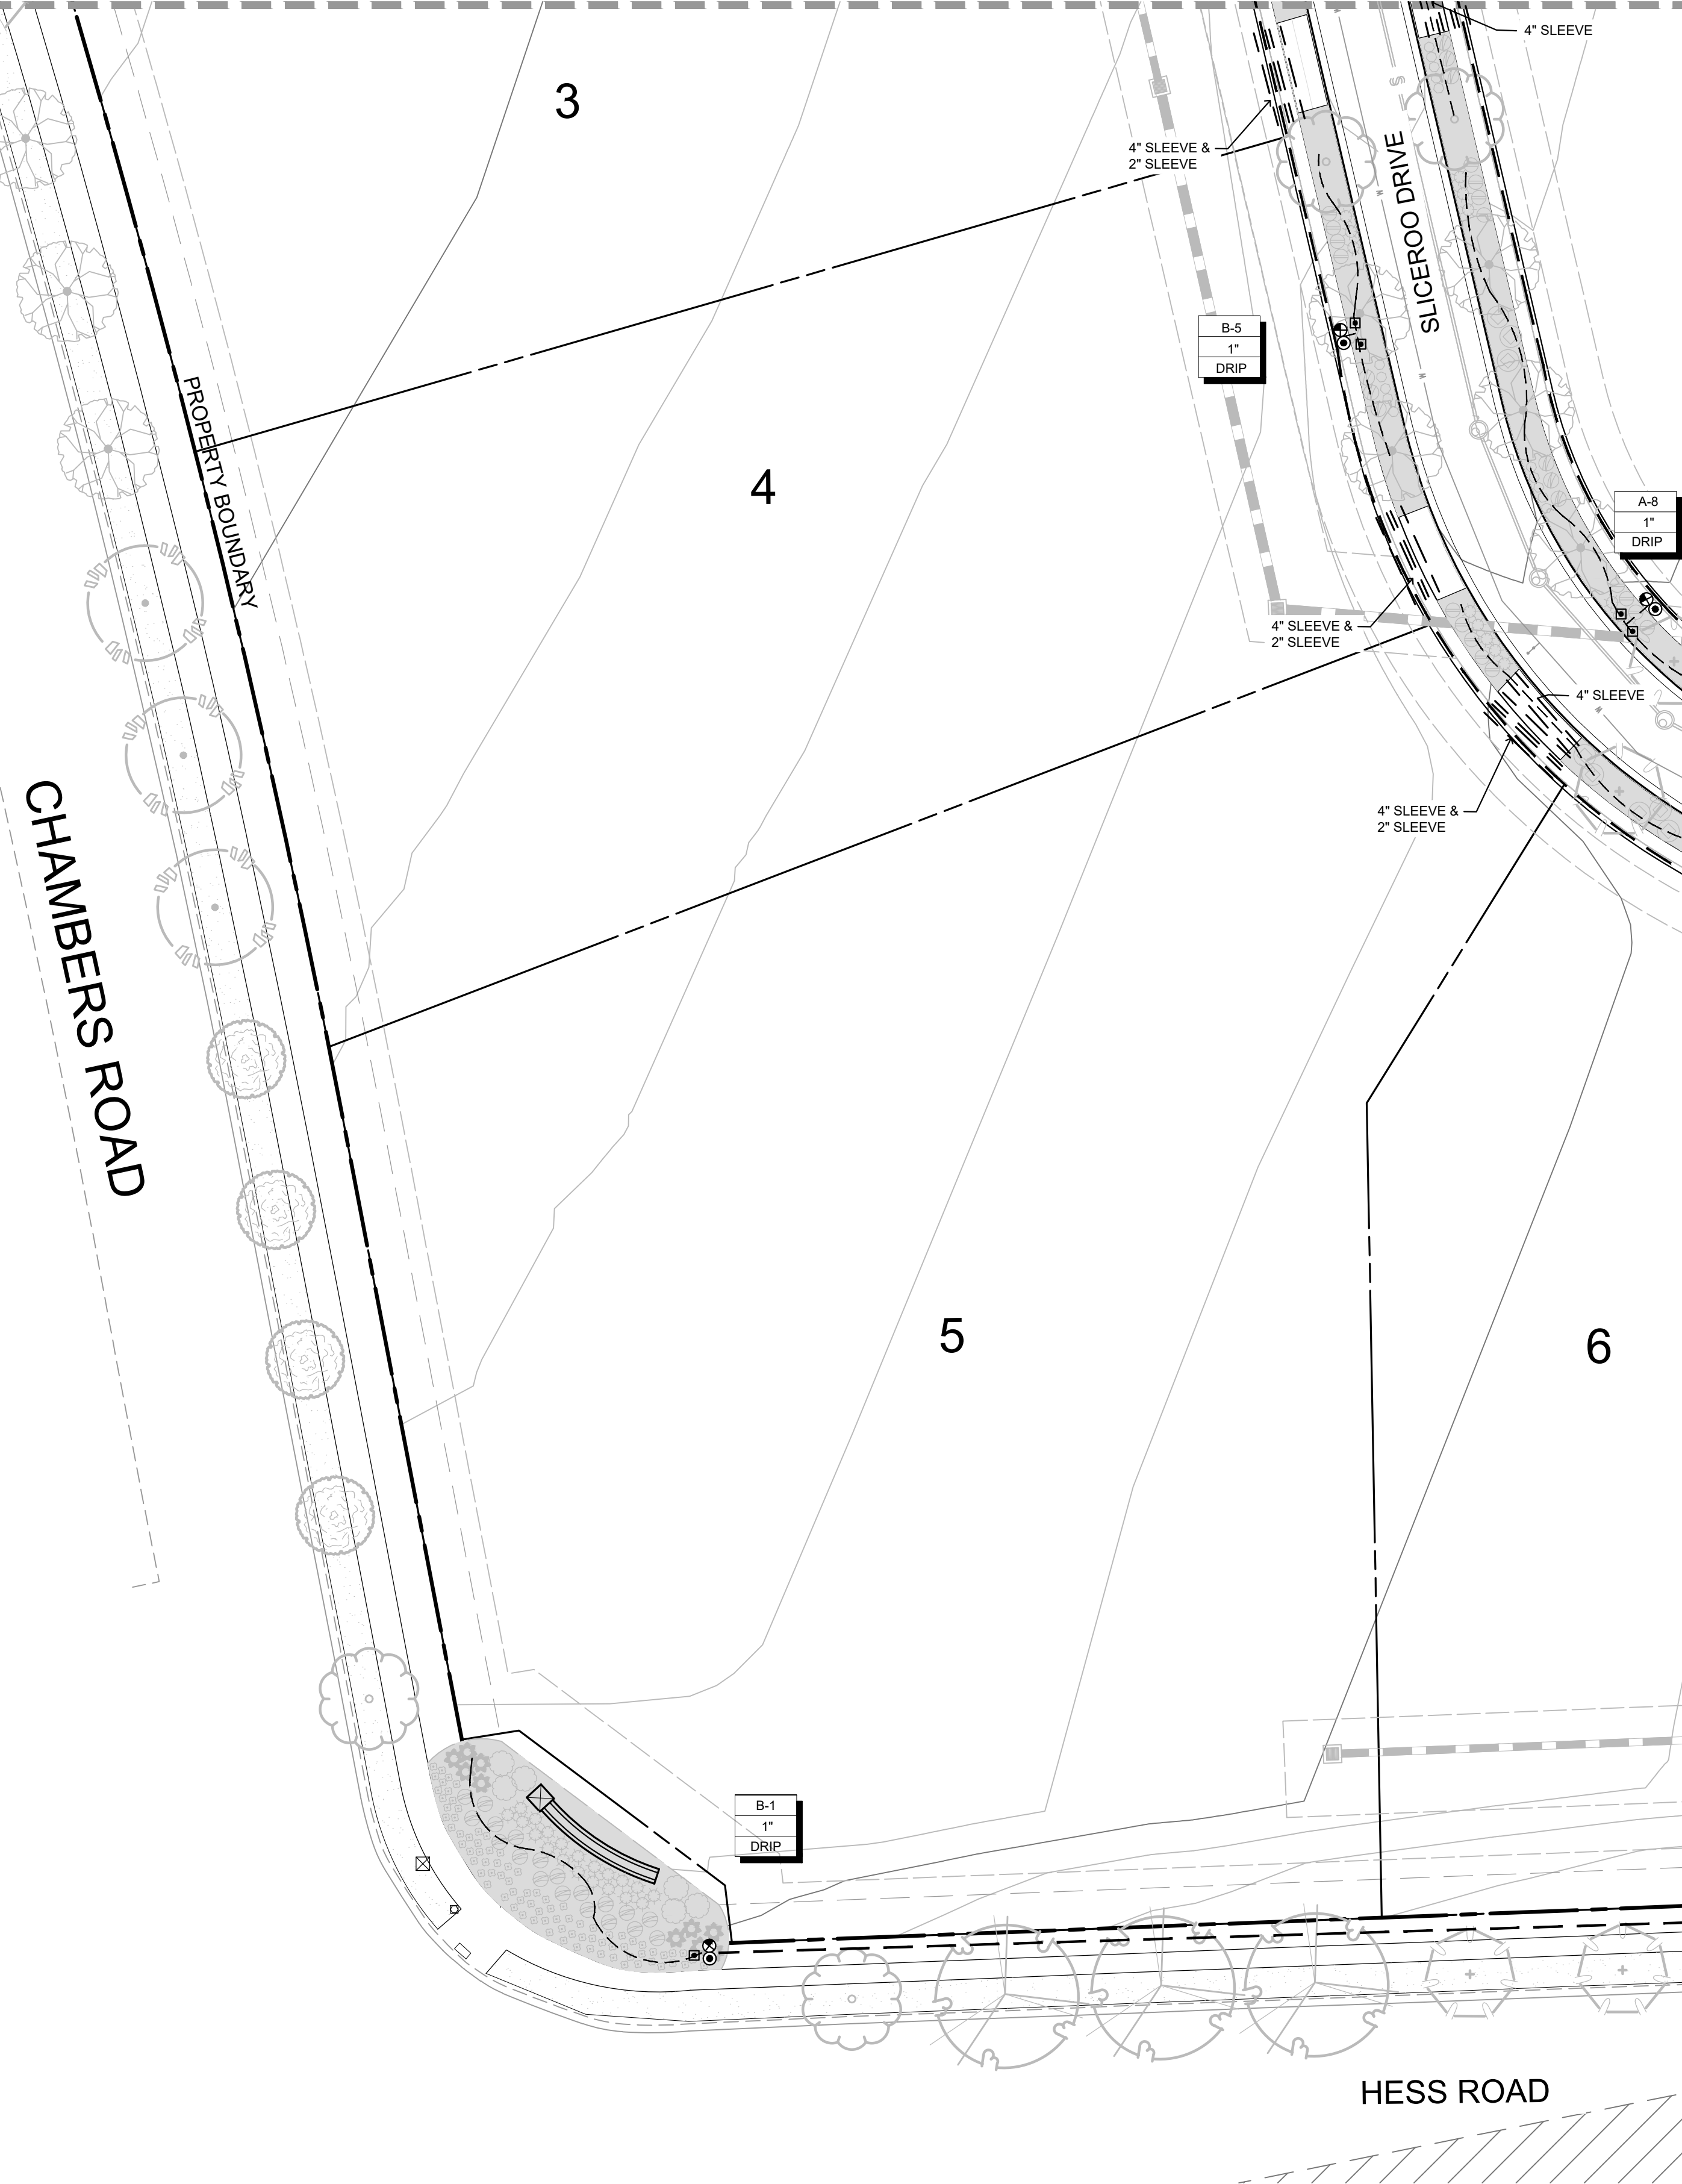 4" SLEEVE
3
4" SLEEVE &
2" SLEEVE
SLICEROO DRIVE
S
B-5
1"
DRIP
PROPERTY BOUNDARY
4
A-8
1"
DRIP
4" SLEEVE &
2" SLEEVE
4" SLEEVE
4" SLEEVE &
2" SLEEVE
CHAMBERS ROAD
5
6
B-1
1"
DRIP
HESS ROAD